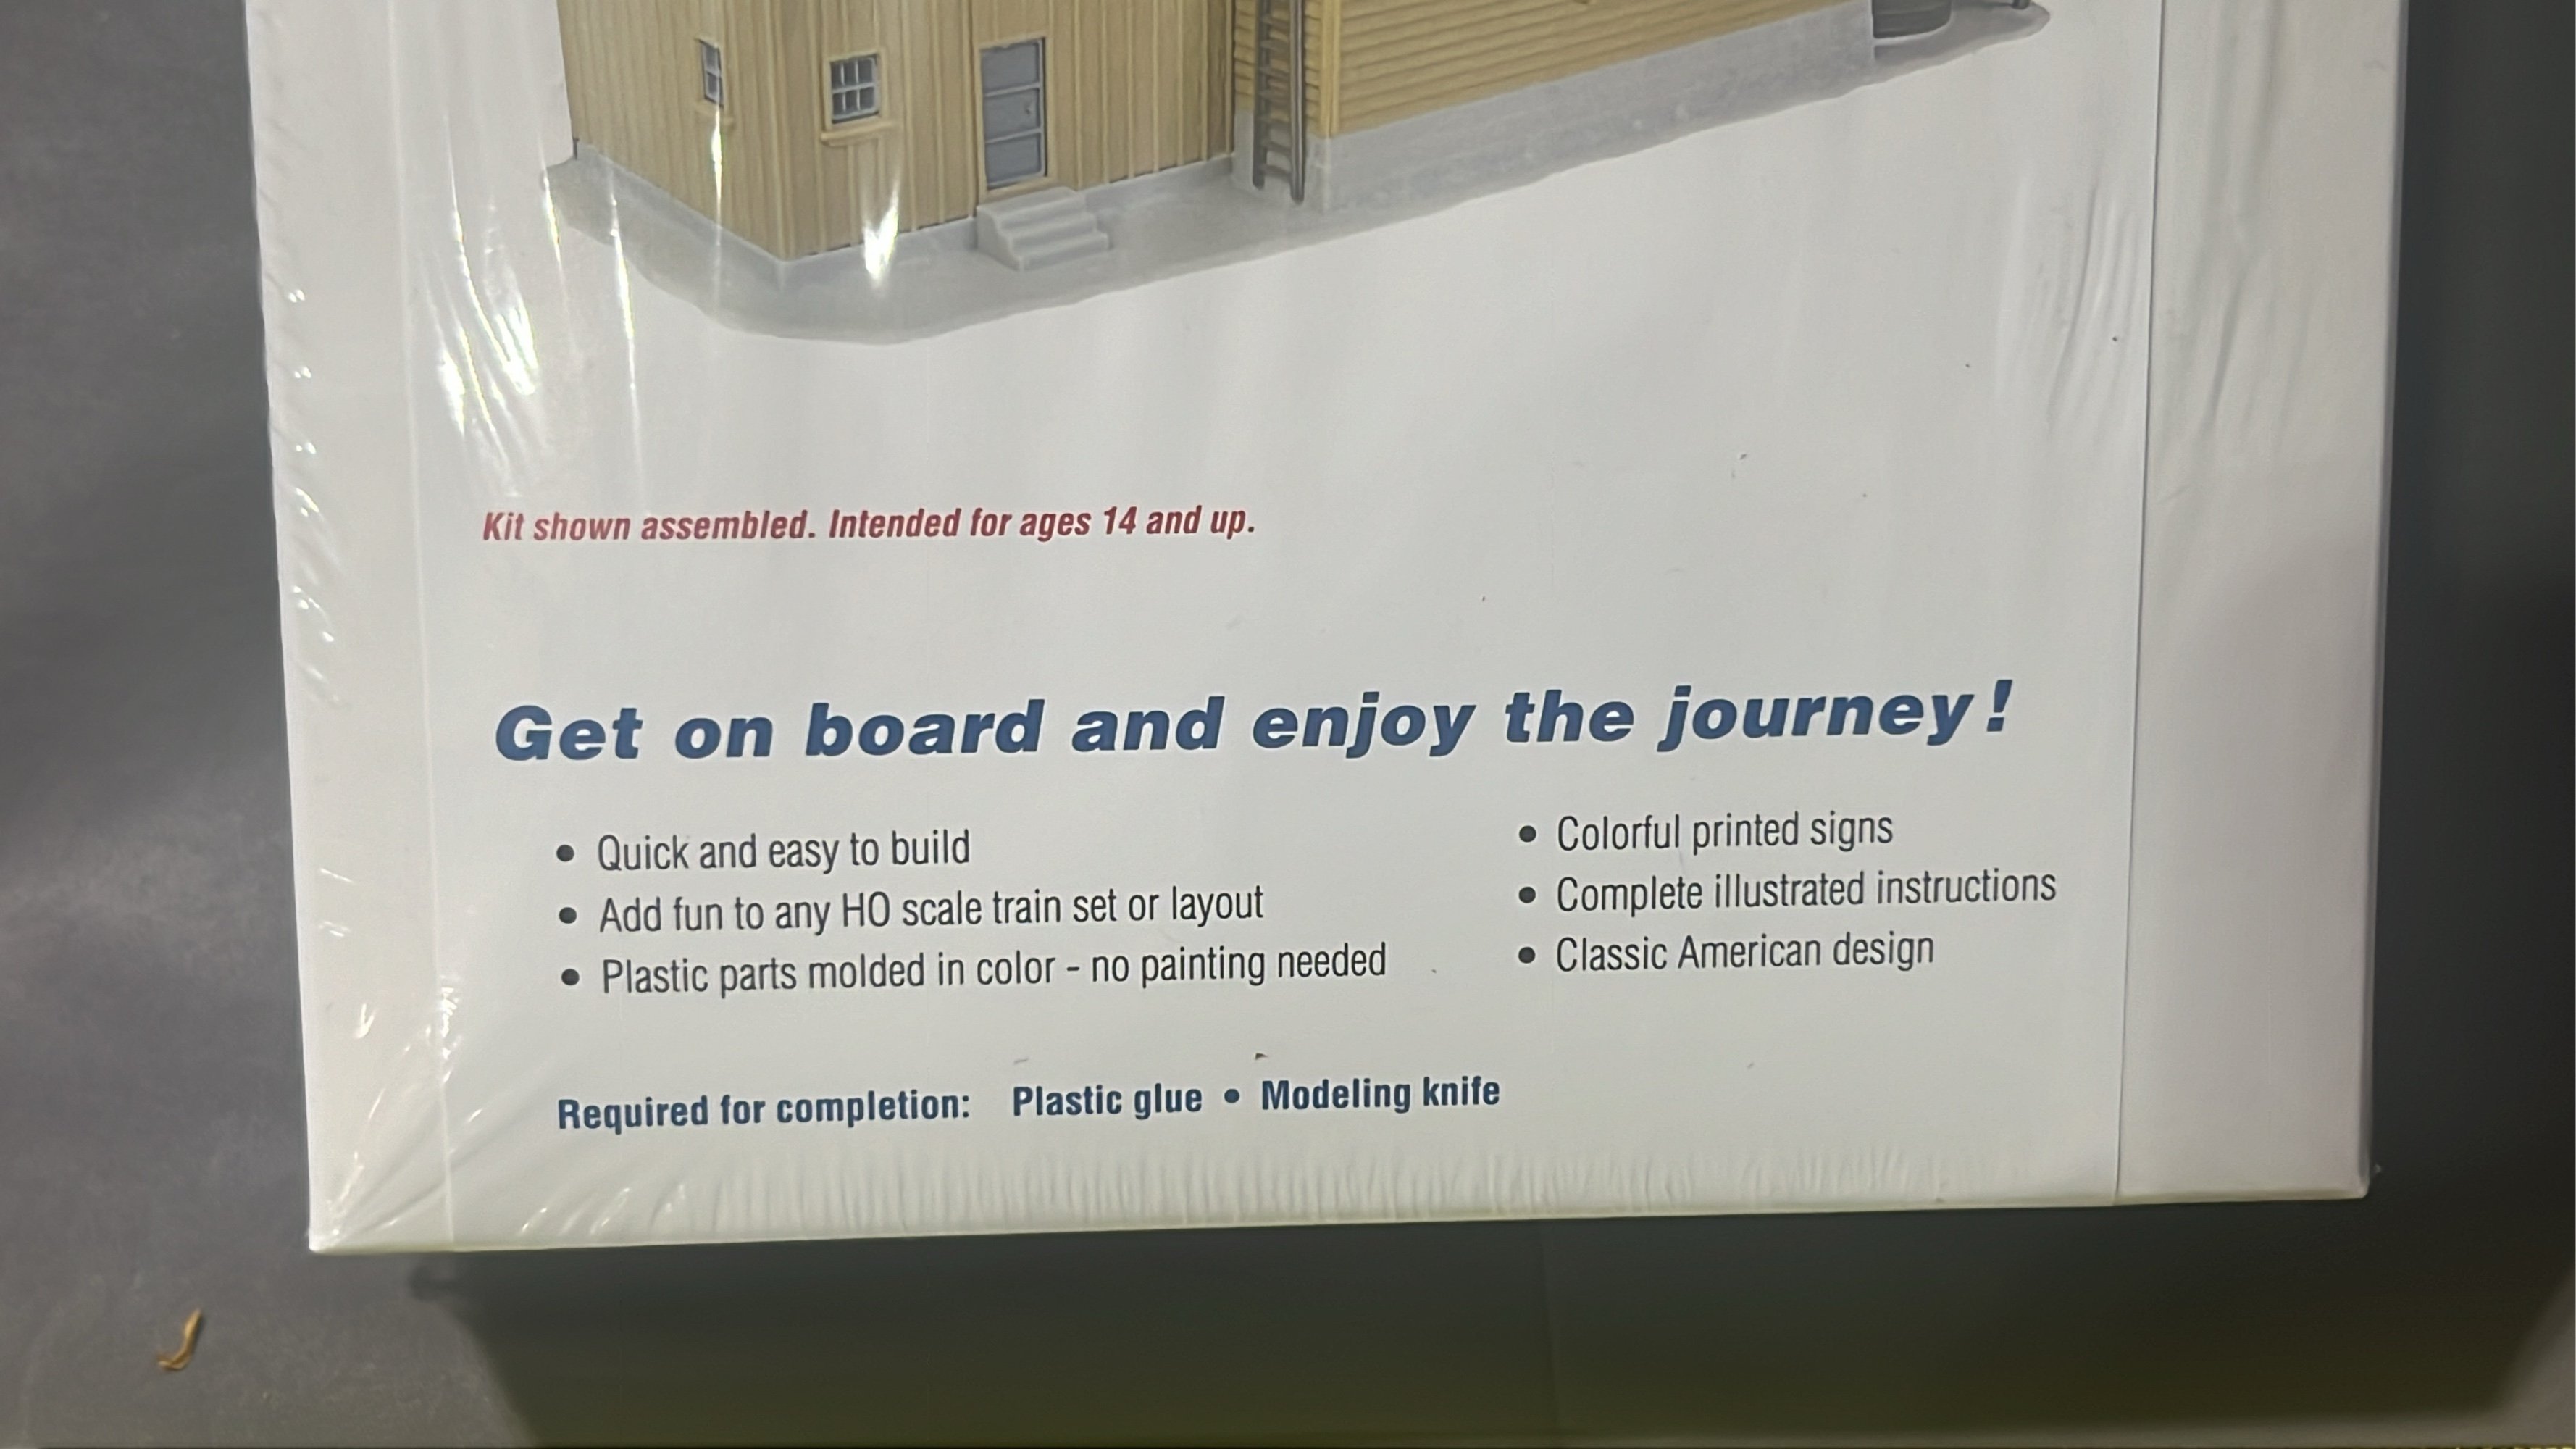 Kit shown assembled. Intended for ages 14 and up.
Get on board and enjoy the journey!
• Quick and easy to build
• Add fun to any HO scale train set or layout
• Plastic parts molded in color - no painting needed
• Colorful printed signs
• Complete illustrated instructions
• Classic American design
Required for completion: Plastic glue • Modeling knife